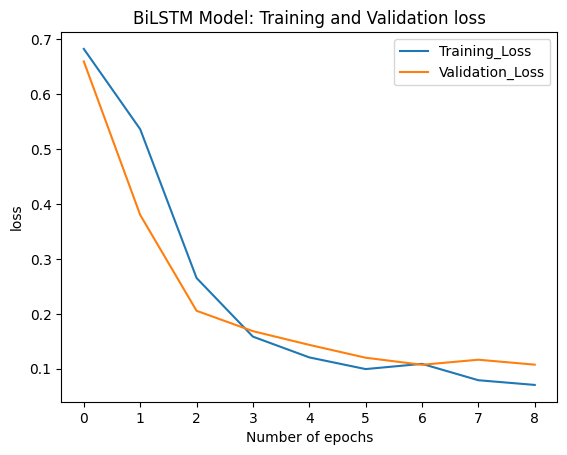 BiLSTM Model: Training and Validation loss
Training_Loss
Validation_Loss
0.7
0.6
0.5
0.4
0.3
0.2
0.1
loss
0 1 2 3 4 5 6 7 8
Number of epochs